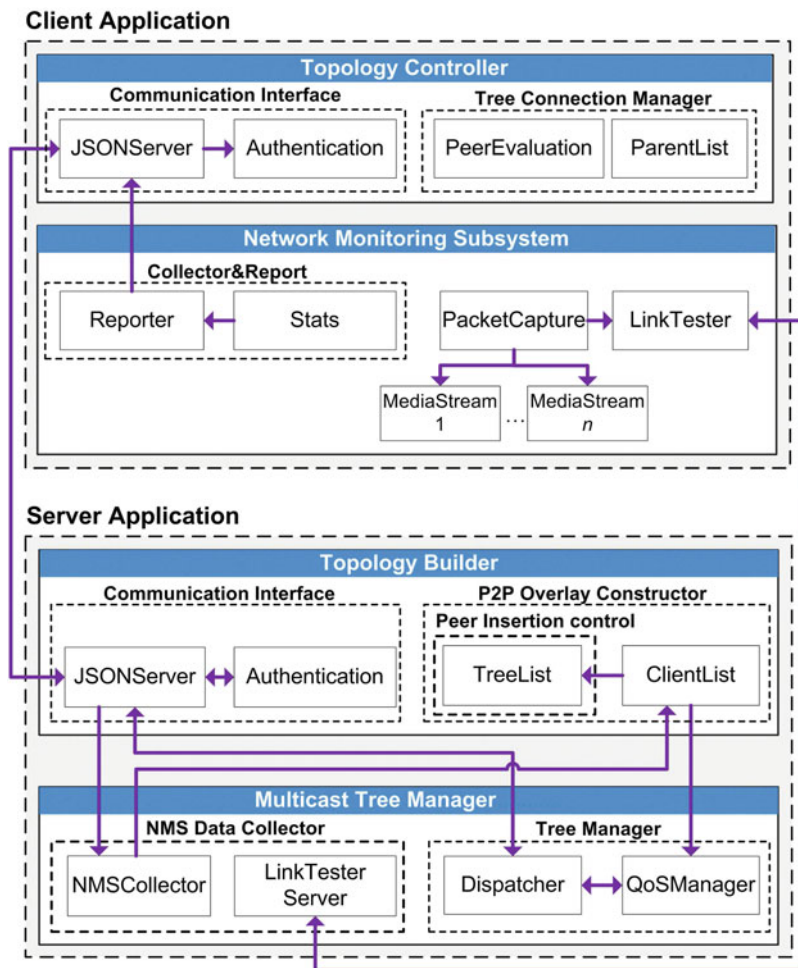 Client Application
Topology Controller
Communication Interface
Tree Connection Manager
JSONServer
Authentication
PeerEvaluation
ParentList
Network Monitoring Subsystem
Collector&Report
Reporter
Stats
PacketCapture
LinkTester
MediaStream
1
...
MediaStream
n
Server Application
Topology Builder
Communication Interface
P2P Overlay Constructor
Peer Insertion control
JSONServer
Authentication
TreeList
ClientList
Multicast Tree Manager
NMS Data Collector
Tree Manager
NMSCollector
LinkTester
Server
Dispatcher
QoSManager